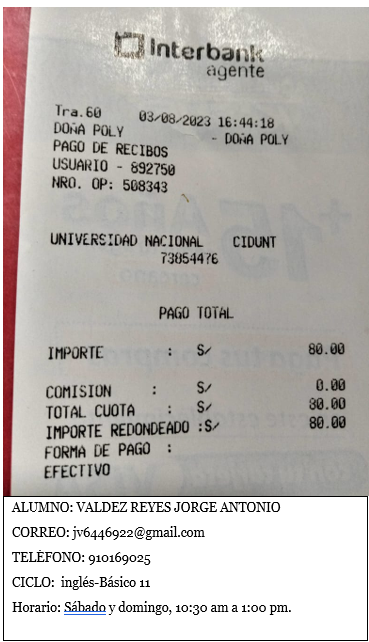 Interbank
agente
Tra.60 03/08/2023 16:44:18
DOÑA POLY - DOÑA POLY
PAGO DE RECIBOS
USUARIO - 892750
NRO. OP: 508343
UNIVERSIDAD NACIONAL CIDUNT
73854476
PAGO TOTAL
IMPORTE : S/ 80.00
COMISION : S/ 0.00
TOTAL CUOTA : S/ 80.00
IMPORTE REDONDEADO :S/ 80.00
FORMA DE PAGO :
EFECTIVO
ALUMNO: VALDEZ REYES JORGE ANTONIO
CORREO: jv6446922@gmail.com
TELÉFONO: 910169025
CICLO: inglés-Básico 11
Horario: Sábado y domingo, 10:30 am a 1:00 pm.